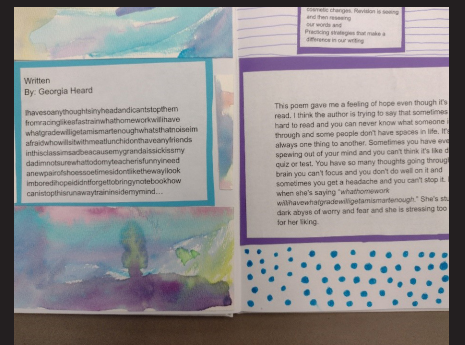 Written
By: Georgia Heard
Ihavesoanythoughtsinyheadandicantstopthem
fromracinglikeafastrainwhathomeworkwillihave
whatgradewilligetamismartenoughwhatsthatnoiseim
afraidwhowillsitwithmeatlunchidonthaveanyfriends
inthisclassimsadbecausemygrandaissickissmy
dadimnotsurewhattodomyteacherisfunnyineed
anewpairofshoessoetimesidontlikethewayilook
imboredihopeididntforgettobringynotebookhow
canistopthisrunawaytraininsidemymind…
cosmetic changes. Revision is seeing
and then reseeing
our words and
Practicing strategies that make a
difference in our writing
This poem gave me a feeling of hope even though it's
read. I think the author is trying to say that sometimes
hard to read and you can never know what someone i
through and some people don't have spaces in life. It's
always one thing to another. Sometimes you have eve
spewing out of your mind and you can't think it's like d
quiz or test. You have so many thoughts going throug
brain you can't focus and you don't do well on it and
sometimes you get a headache and you can't stop it.
when she's saying "whathomework
willihavewhatgradewilligetamismartenough." She's stu
dark abyss of worry and fear and she is stressing too
for her liking.